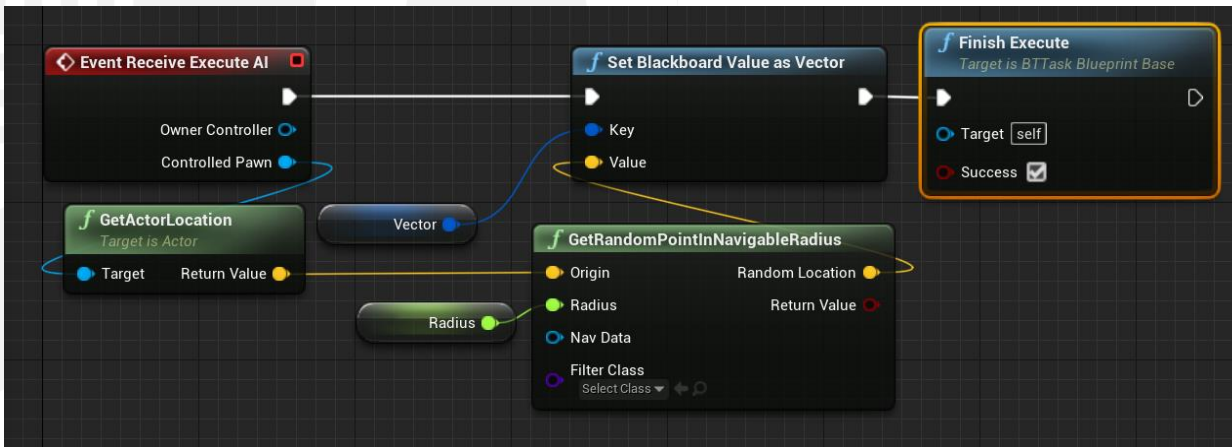 Event Receive Execute AI
Owner Controller
Controlled Pawn
f Set Blackboard Value as Vector
Key
Value
f Finish Execute
Target is BTTask Blueprint Base
Target self
Success
f GetActorLocation
Target is Actor
Target Return Value
Vector
f GetRandomPointInNavigableRadius
Origin Random Location
Radius Return Value
Nav Data
Filter Class
Select Class
Radius